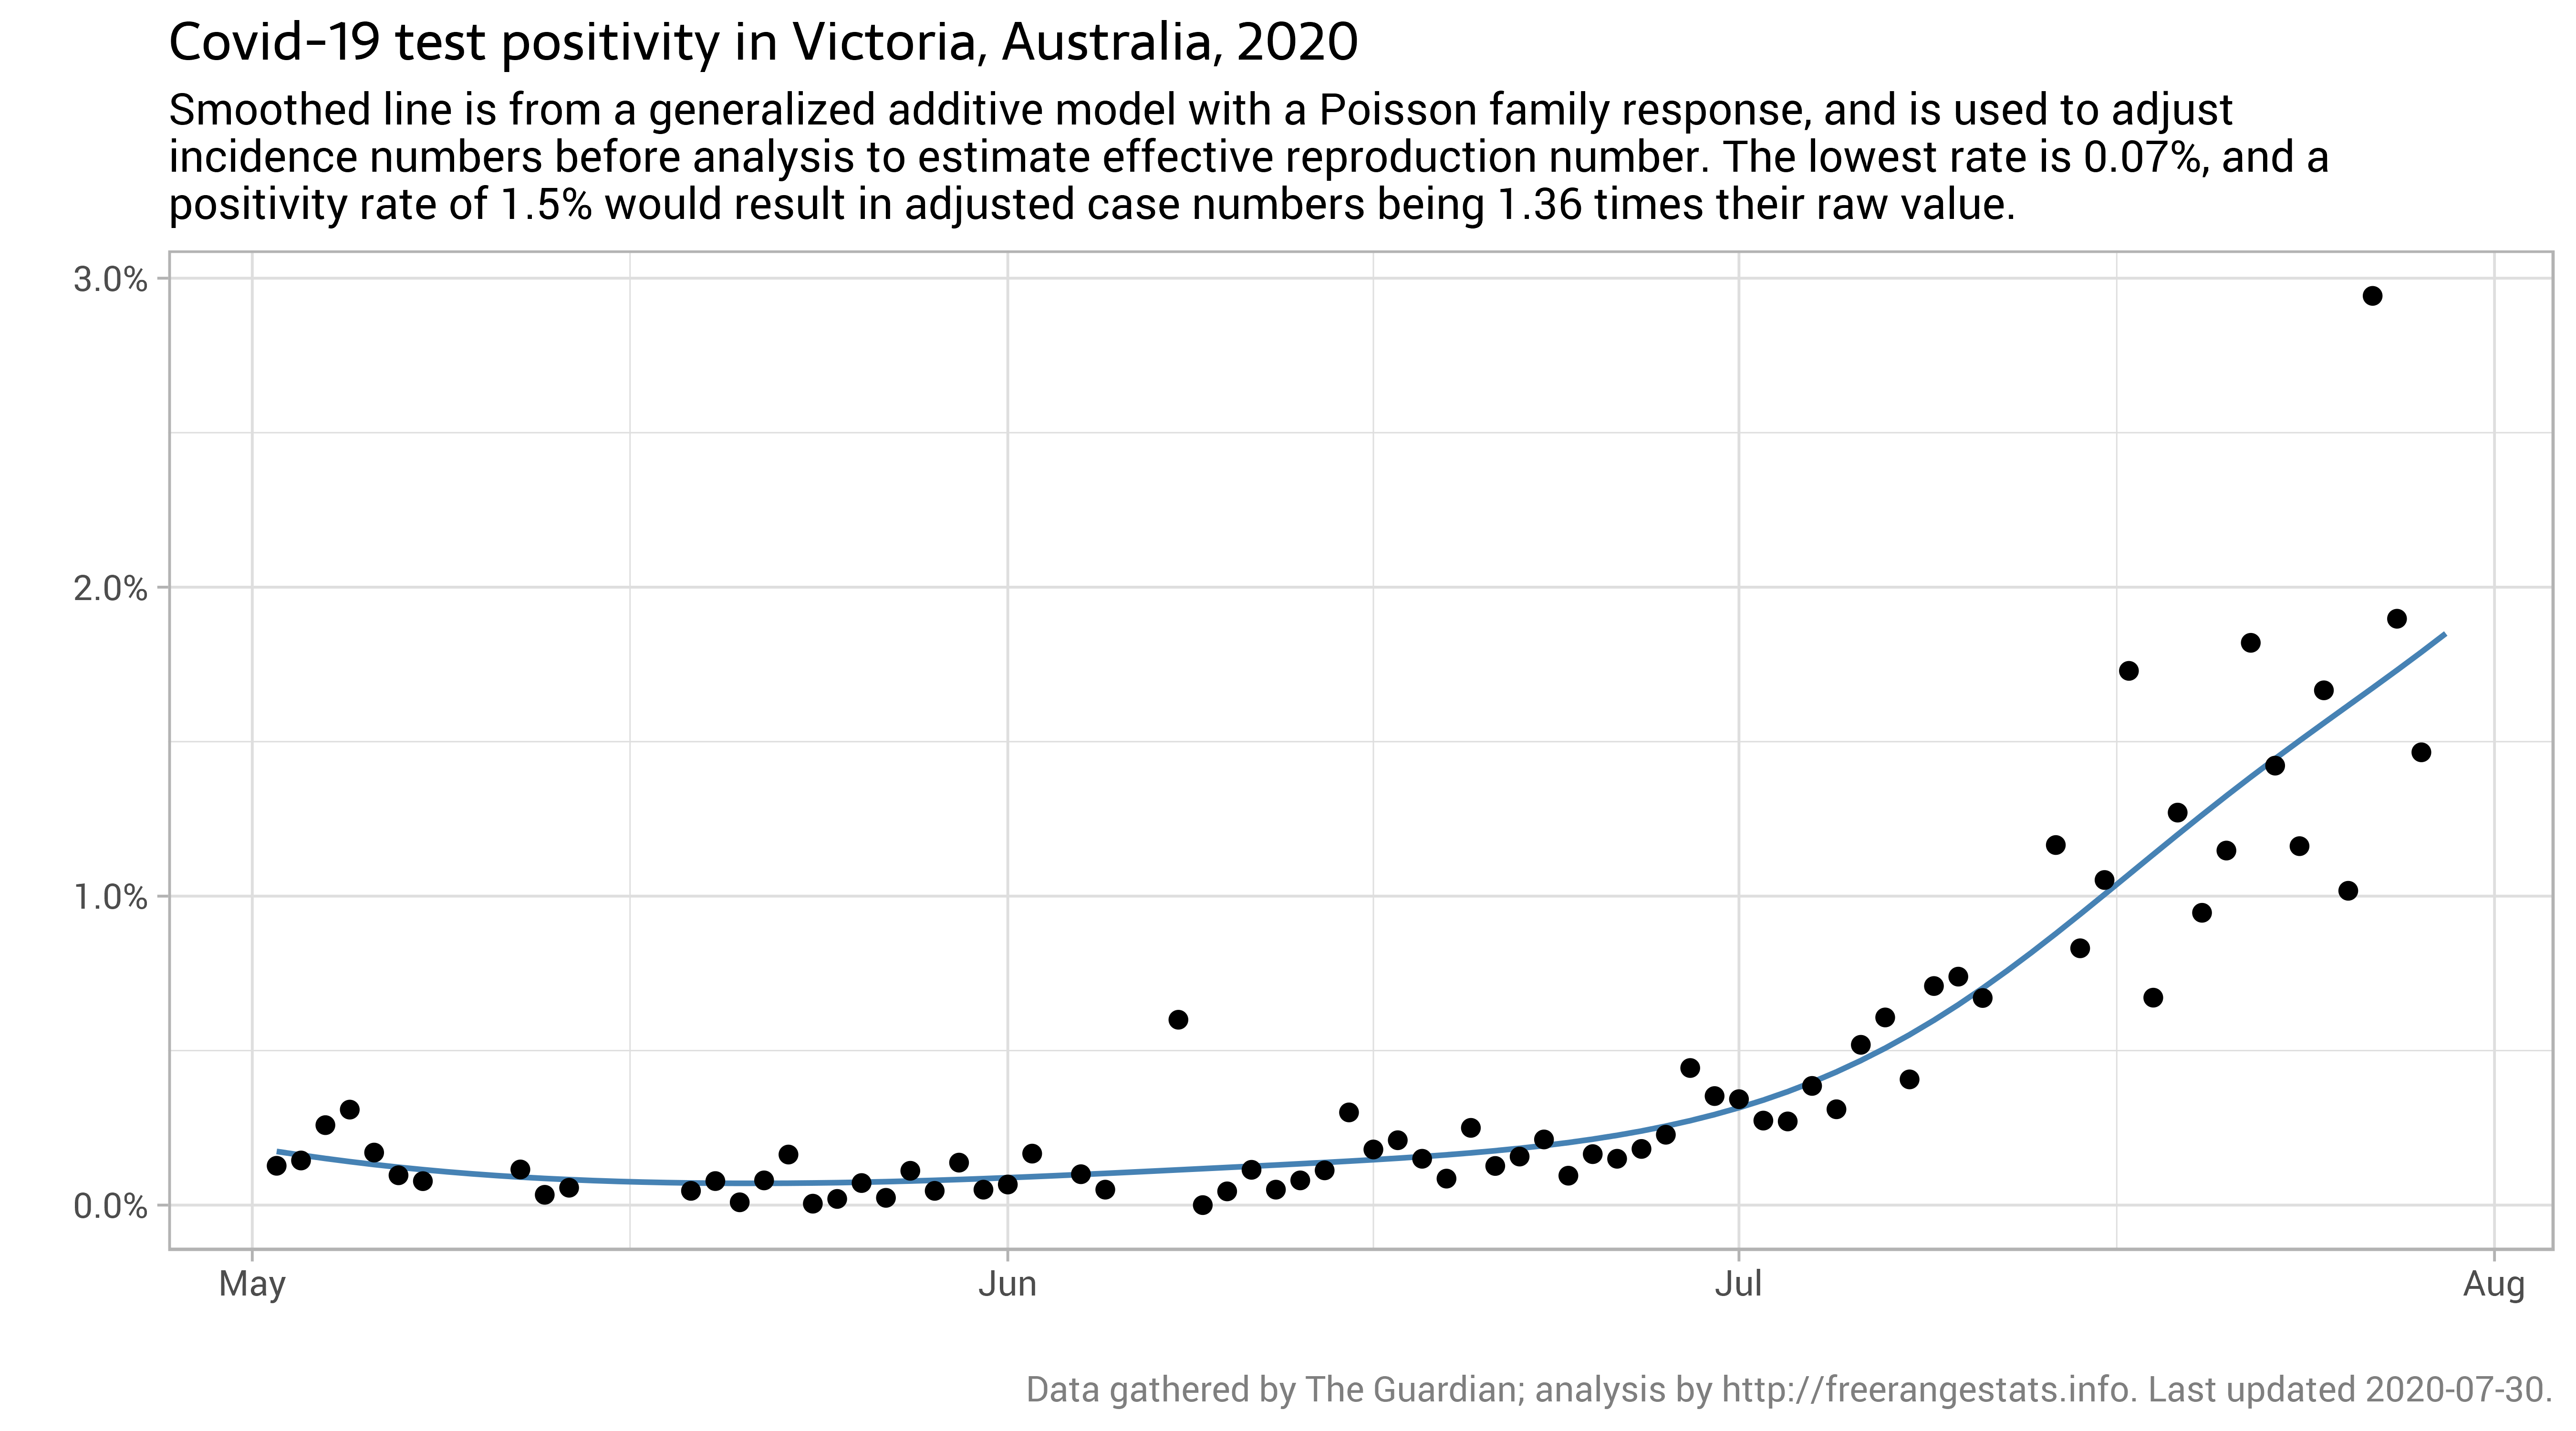 Covid-19 test positivity in Victoria, Australia, 2020
Smoothed line is from a generalized additive model with a Poisson family response, and is used to adjust
incidence numbers before analysis to estimate effective reproduction number. The lowest rate is 0.07%, and a
positivity rate of 1.5% would result in adjusted case numbers being 1.36 times their raw value.
3.0%
2.0%
1.0%
0.0%
May Jun Jul Aug
Data gathered by The Guardian; analysis by http://freerangestats.info. Last updated 2020-07-30.